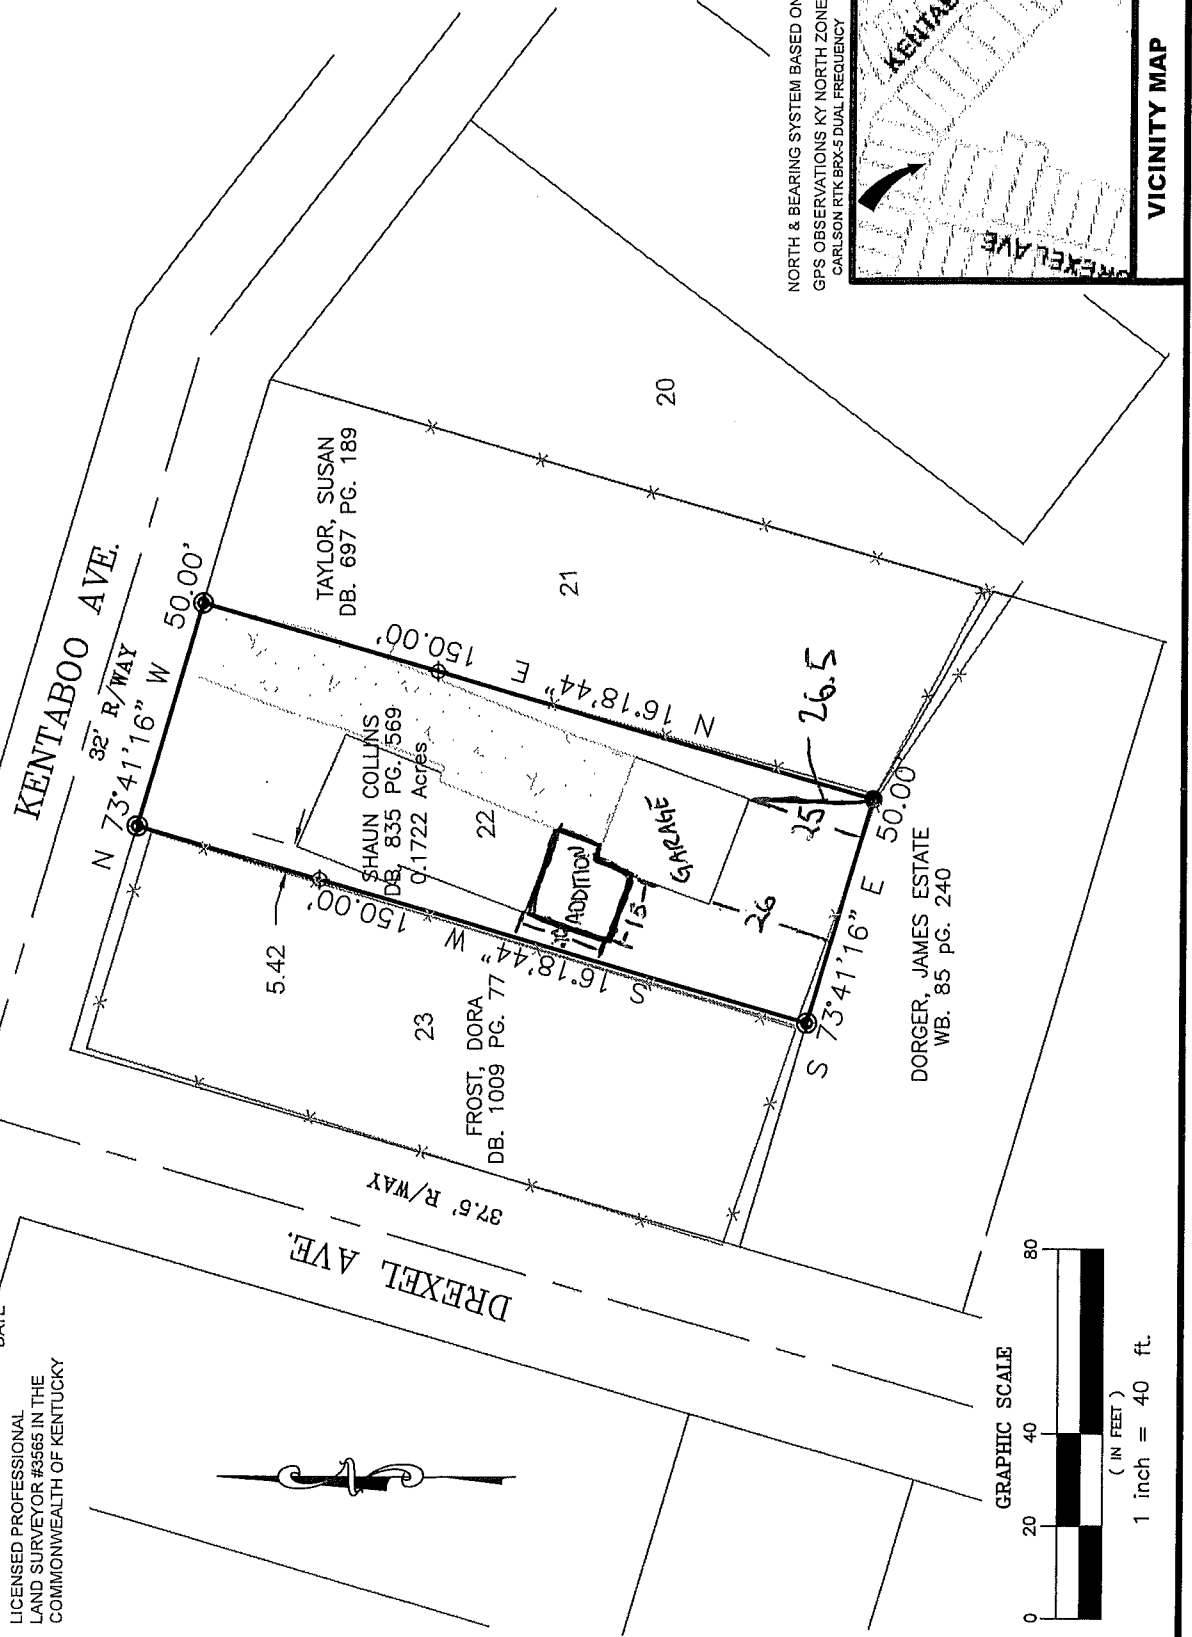 LICENSED PROFESSIONAL
LAND SURVEYOR #3565 IN THE
COMMONWEALTH OF KENTUCKY
KENTABOO AVE.
32' R/WAY
N 73°41'16" W 50.00'
TAYLOR, SUSAN
DB. 697 PG. 189
21
20
150.00'
N 16°18'44" E
SHAUN COLLINS
DB. 835 PG. 569
0.1722 Acres
22
5.42
150.00'
S 16°18'44" W
ADDITION
15
GARAGE
25
26.5
26
S 73°41'16" E 50.00
23
FROST, DORA
DB. 1009 PG. 77
DORGER, JAMES ESTATE
WB. 85 pG. 240
37.5' R/WAY
DREXEL AVE.
GRAPHIC SCALE
0 20 40 80
( IN FEET )
1 inch = 40 ft.
NORTH & BEARING SYSTEM BASED ON
GPS OBSERVATIONS KY NORTH ZONE
CARLSON RTK BRX-5 DUAL FREQUENCY
DREXEL AVE
VICINITY MAP